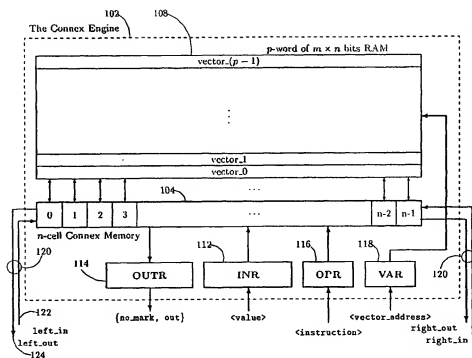 102
108
The Connex Engine
p-word of m × n bits RAM
vector_(p − 1)
⋮
vector_1
vector_0
104
...
...
0 1 2 3 ... n-2 n-1
n-cell Connex Memory
120
114
112
116
118
120
OUTR INR OPR VAR
122
{no_mark, out} <value> <vector_address>
left_in <instruction> right_out
left_out right_in
124